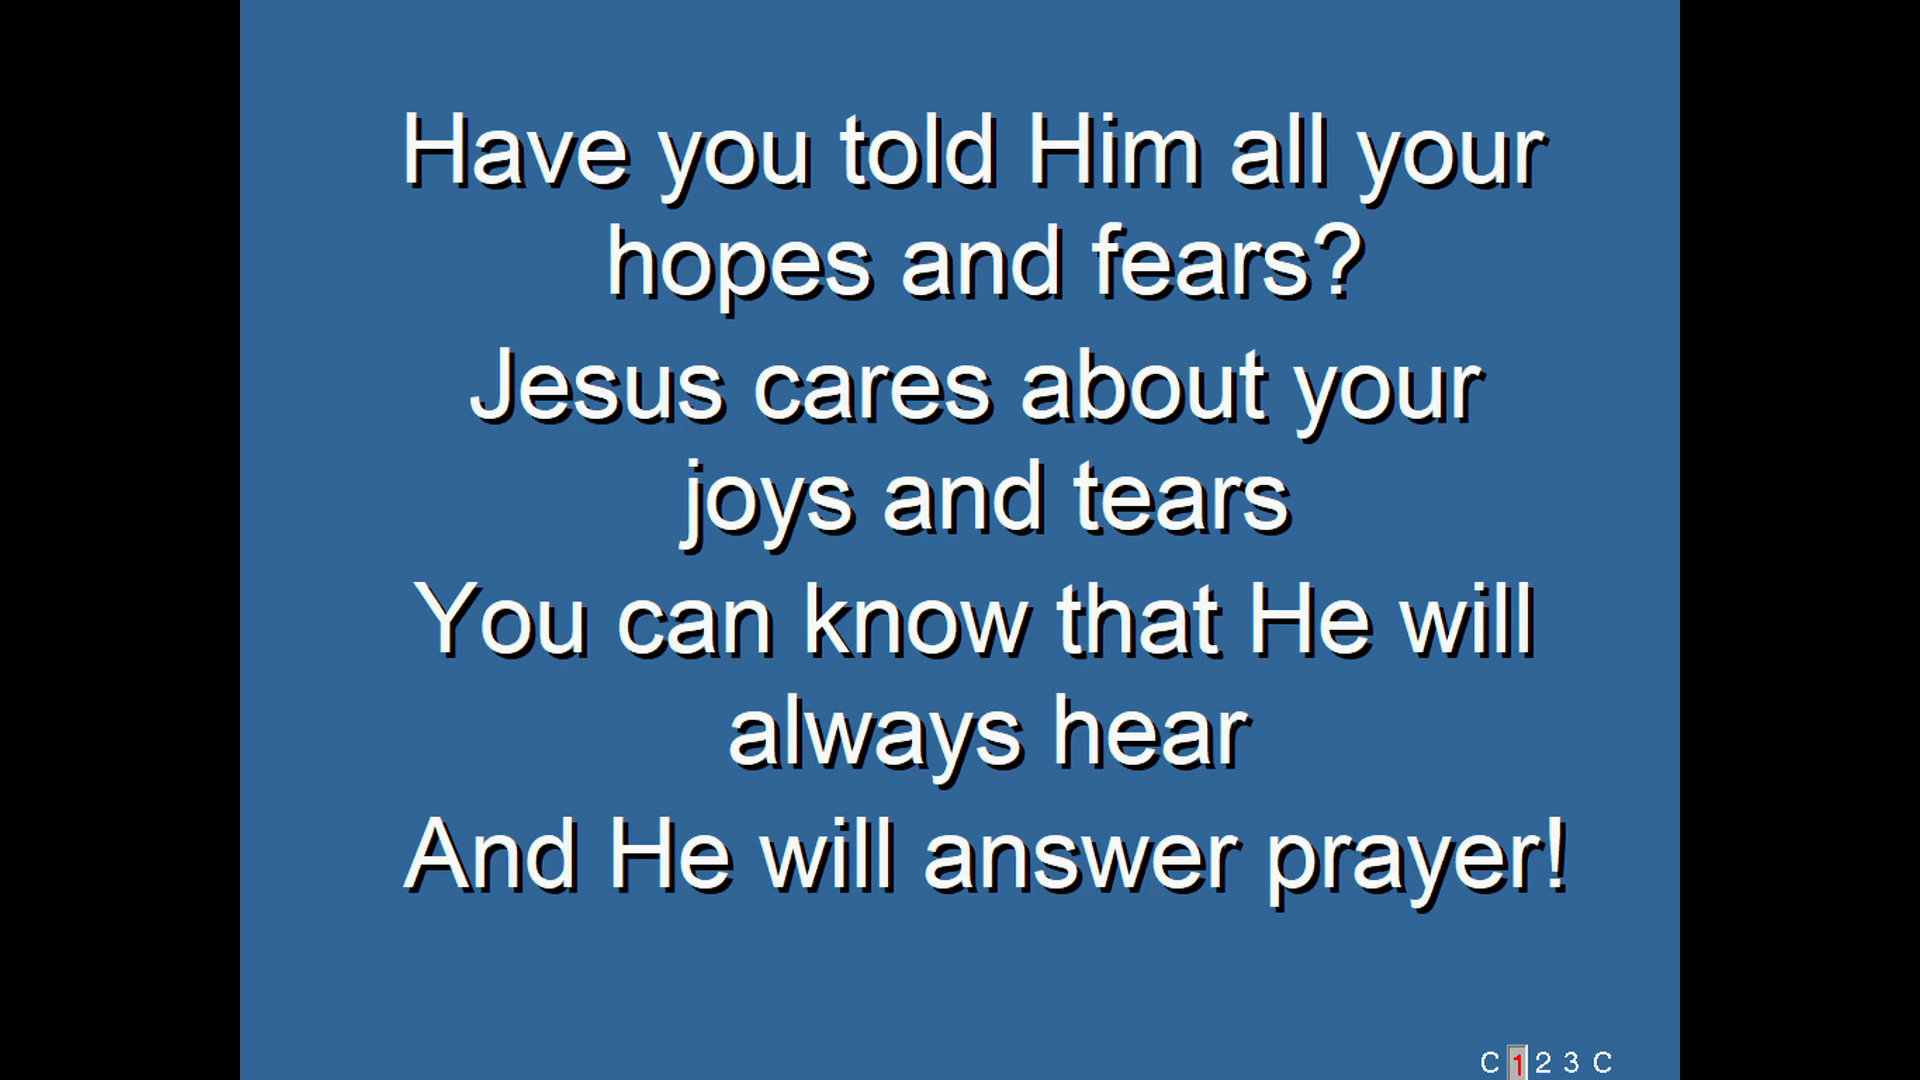 Have you told Him all your
hopes and fears?
Jesus cares about your
joys and tears
You can know that He will
always hear
And He will answer prayer!
C 1 2 3 C